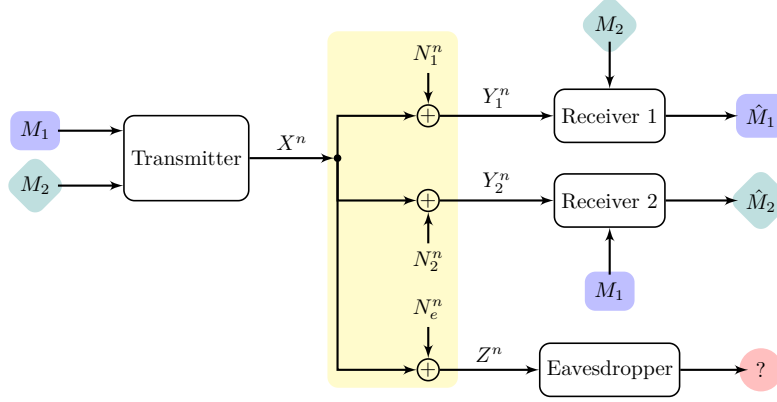 M₂
N₁ⁿ
M₁
Transmitter
Xⁿ
Y₁ⁿ
+
Receiver 1
M̂₁
M₂
Y₂ⁿ
+
Receiver 2
M̂₂
N₂ⁿ
M₁
Nₑⁿ
+
Zⁿ
Eavesdropper
?